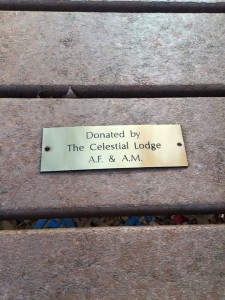 Donated by
The Celestial Lodge
A.F. & A.M.